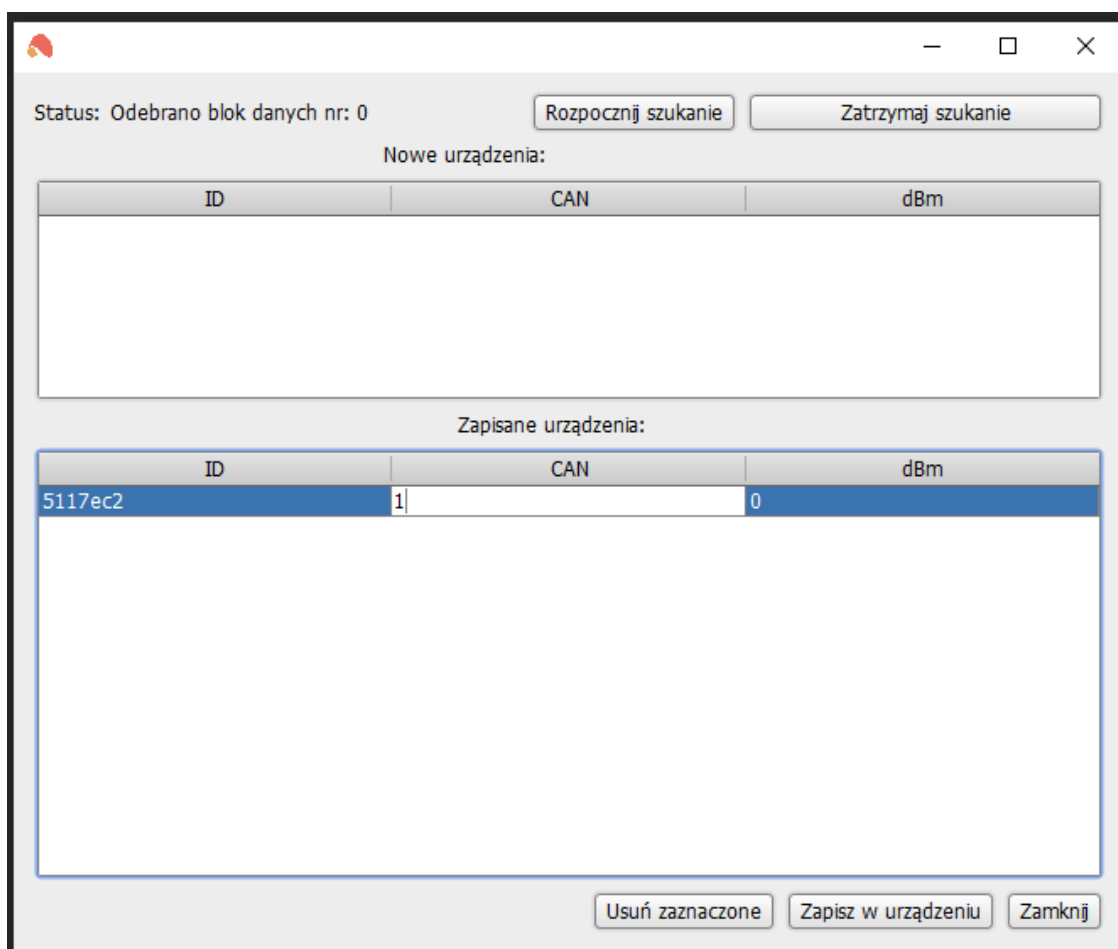 Status: Odebrano blok danych nr: 0 Rozpocznij szukanie Zatrzymaj szukanie
Nowe urządzenia:
ID CAN dBm
Zapisane urządzenia:
ID CAN dBm
5117ec2 1 0
Usuń zaznaczone Zapisz w urządzeniu Zamknij